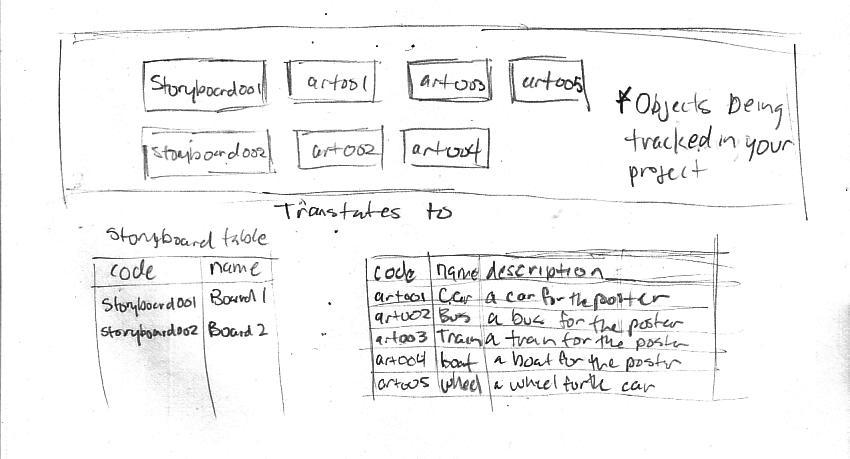 Storyboard001 art001 art003 art005
Storyboard002 art002 art004
* Objects being
tracked in your
project
Translates to
Storyboard table
code name
Storyboard001 Board 1
storyboard002 Board 2
code name description
art001 Car a car for the poster
art002 Bus a bus for the poster
art003 Train a train for the poster
art004 boat a boat for the poster
art005 wheel a wheel for the car